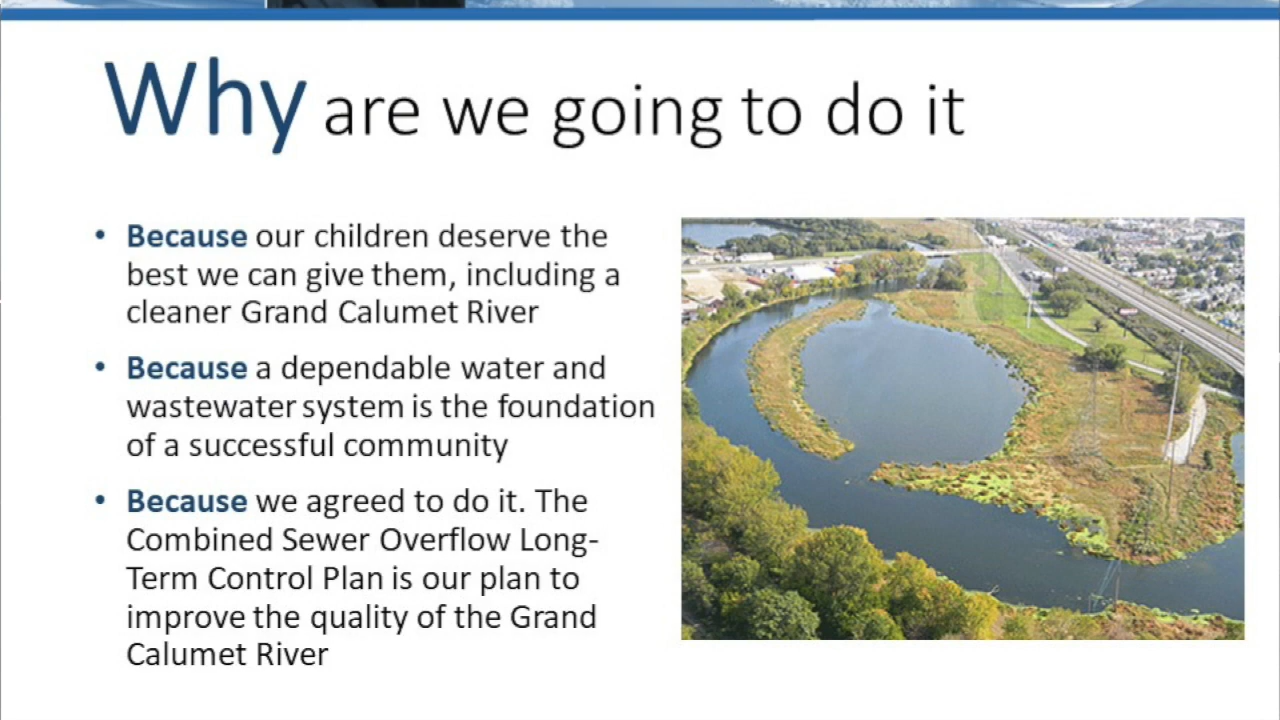 Why are we going to do it
• Because our children deserve the
best we can give them, including a
cleaner Grand Calumet River
• Because a dependable water and
wastewater system is the foundation
of a successful community
• Because we agreed to do it. The
Combined Sewer Overflow Long-
Term Control Plan is our plan to
improve the quality of the Grand
Calumet River